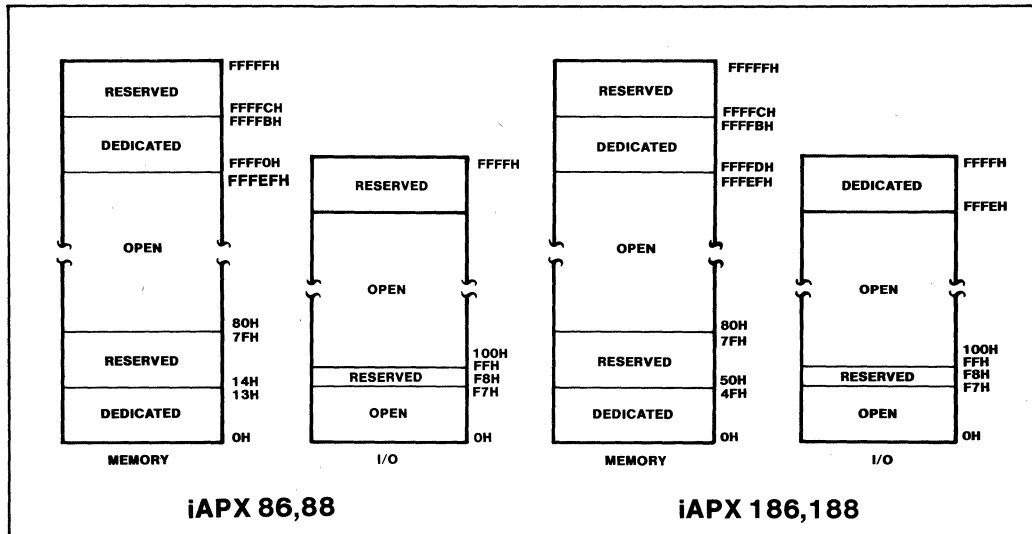 FFFFFH
RESERVED
FFFFCH
FFFFBH
DEDICATED
FFFF0H
FFFEFH
OPEN
80H
7FH
RESERVED
14H
13H
DEDICATED
0H
MEMORY
FFFFH
RESERVED
OPEN
100H
FFH
RESERVED
F8H
F7H
OPEN
0H
I/O
iAPX 86,88
FFFFFH
RESERVED
FFFFCH
FFFFBH
DEDICATED
FFFFDH
FFFEFH
OPEN
80H
7FH
RESERVED
50H
4FH
DEDICATED
0H
MEMORY
FFFFH
DEDICATED
FFFEH
OPEN
100H
FFH
RESERVED
F8H
F7H
OPEN
0H
I/O
iAPX 186,188